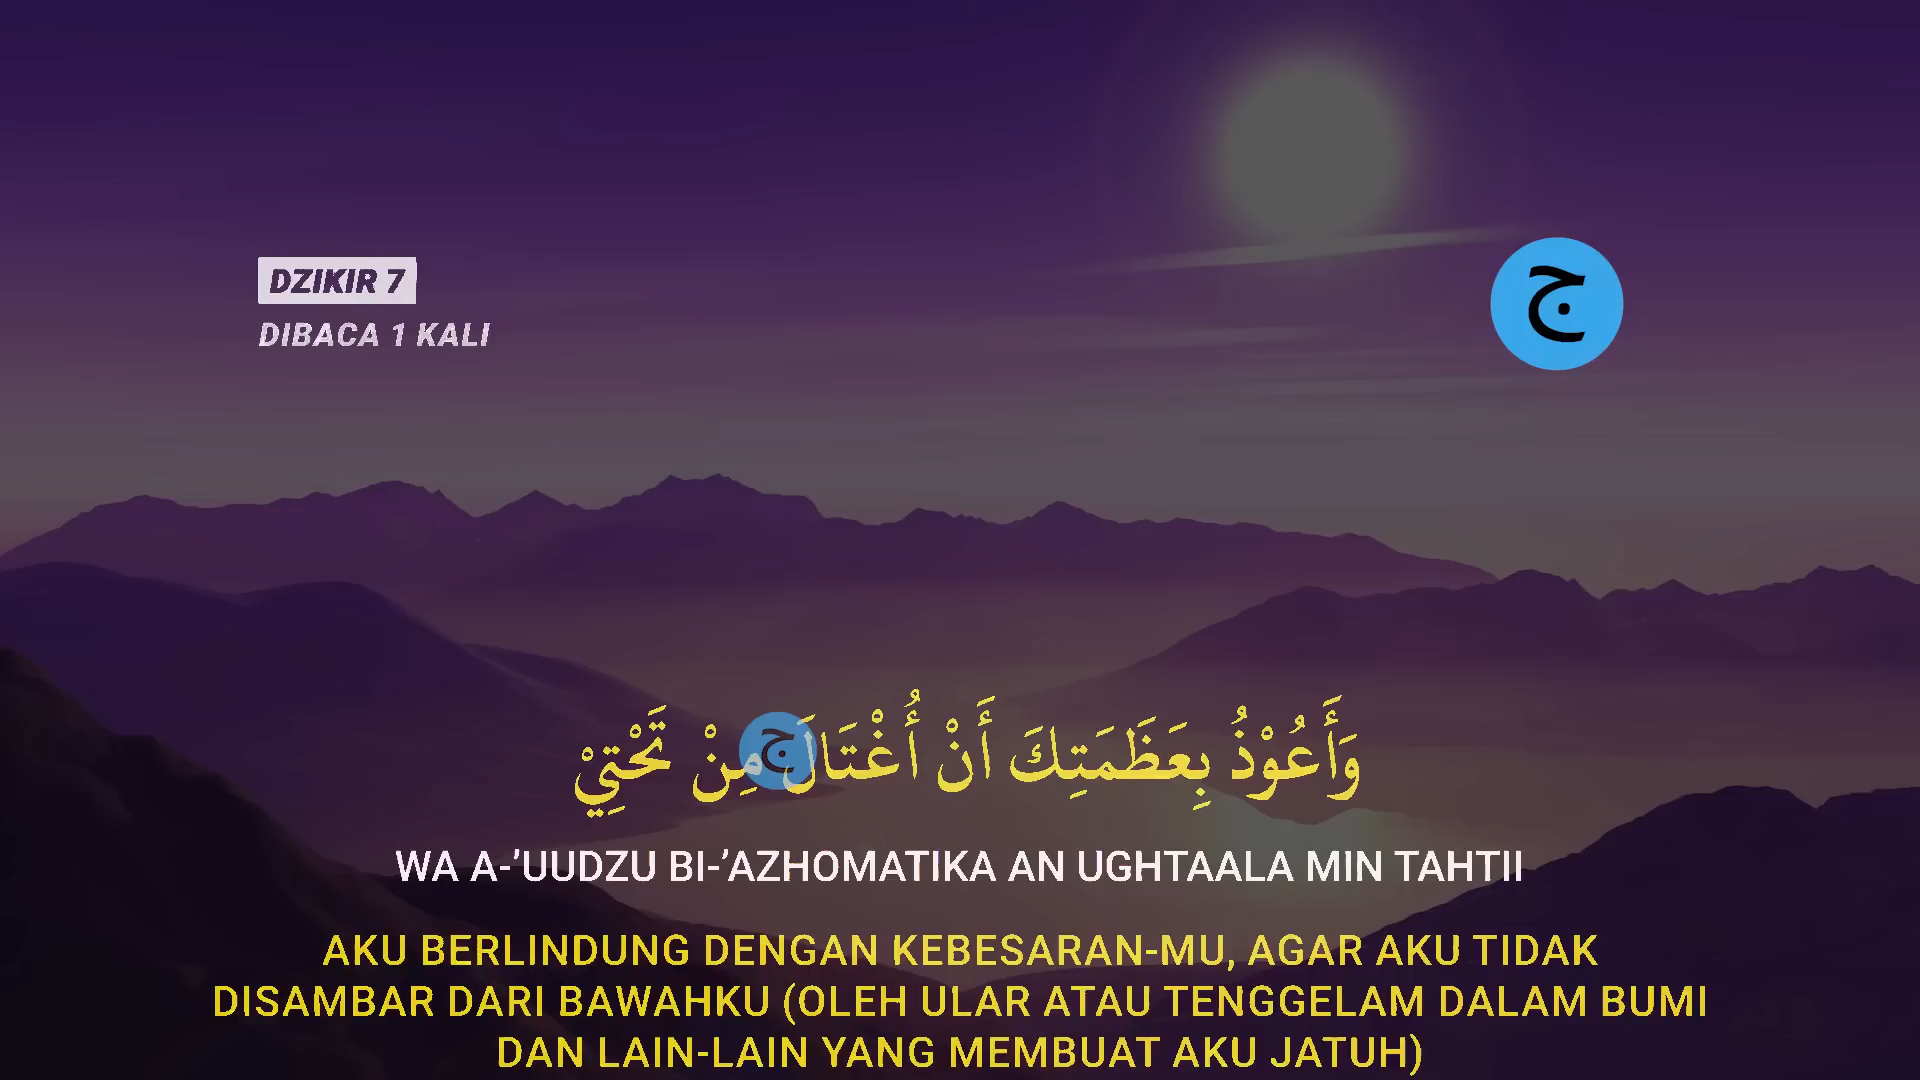 DZIKIR 7
DIBACA 1 KALI
ج
وَأَعُوْذُ بِعَظَمَتِكَ أَنْ أُغْتَالَ مِنْ تَحْتِيْ
ج
WA A-’UUDZU BI-’AZHOMATIKA AN UGHTAALA MIN TAHTII
AKU BERLINDUNG DENGAN KEBESARAN-MU, AGAR AKU TIDAK
DISAMBAR DARI BAWAHKU (OLEH ULAR ATAU TENGGELAM DALAM BUMI
DAN LAIN-LAIN YANG MEMBUAT AKU JATUH)